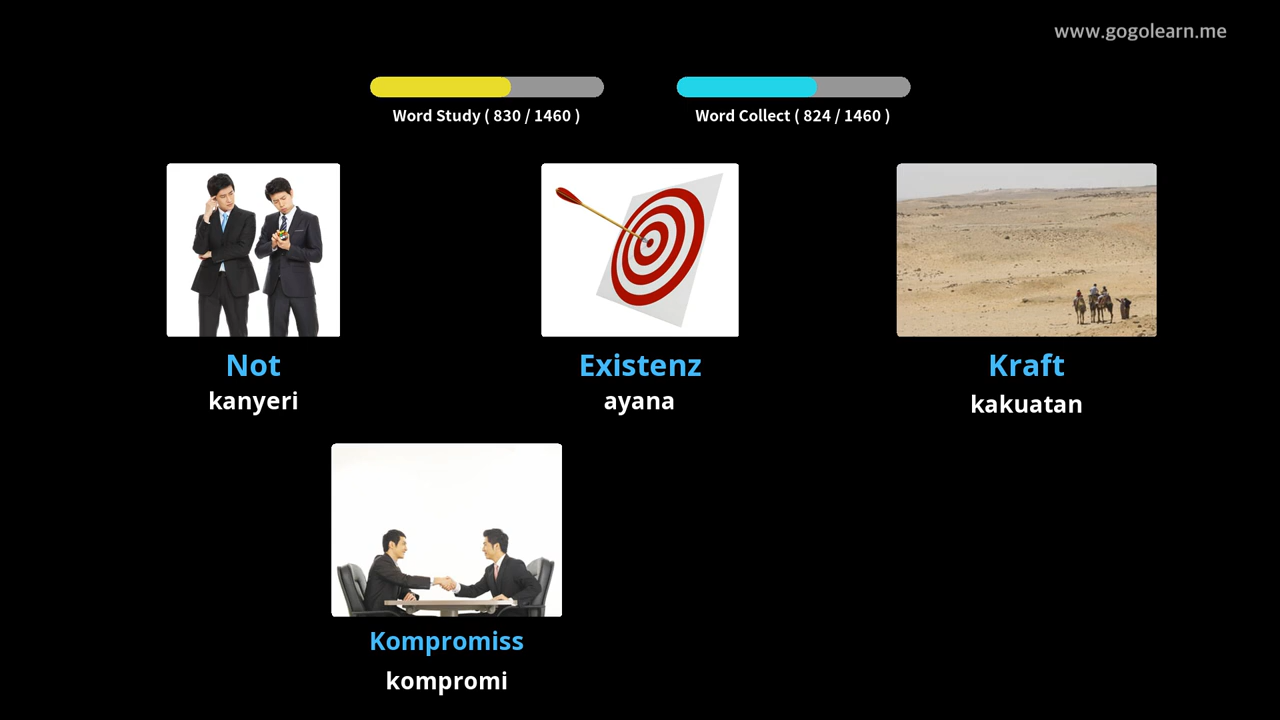 www.gogolearn.me
Word Study ( 830 / 1460 )
Word Collect ( 824 / 1460 )
Not
kanyeri
Existenz
ayana
Kraft
kakuatan
Kompromiss
kompromi